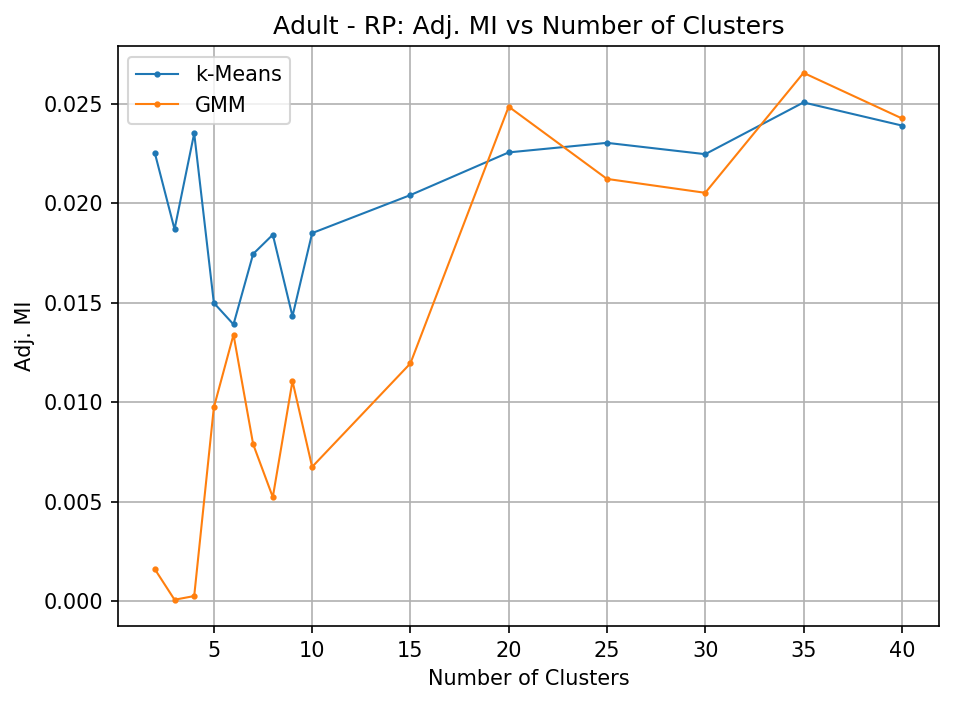 Adult - RP: Adj. MI vs Number of Clusters
k-Means
GMM
0.025
0.020
0.015
0.010
0.005
0.000
Adj. MI
5 10 15 20 25 30 35 40
Number of Clusters